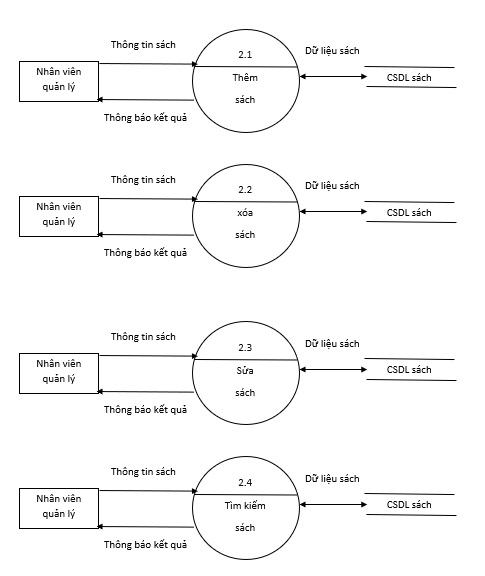 Thông tin sách
2.1
Dữ liệu sách
Nhân viên
quản lý
Thêm
sách
CSDL sách
Thông báo kết quả
Thông tin sách
2.2
Dữ liệu sách
Nhân viên
quản lý
xóa
sách
CSDL sách
Thông báo kết quả
Thông tin sách
2.3
Dữ liệu sách
Nhân viên
quản lý
Sửa
sách
CSDL sách
Thông báo kết quả
Thông tin sách
2.4
Dữ liệu sách
Nhân viên
quản lý
Tìm kiếm
sách
CSDL sách
Thông báo kết quả